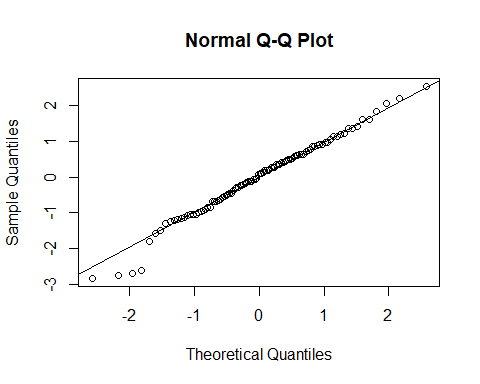 Normal Q-Q Plot
Sample Quantiles
2
1
0
-1
-2
-3
-2 -1 0 1 2
Theoretical Quantiles